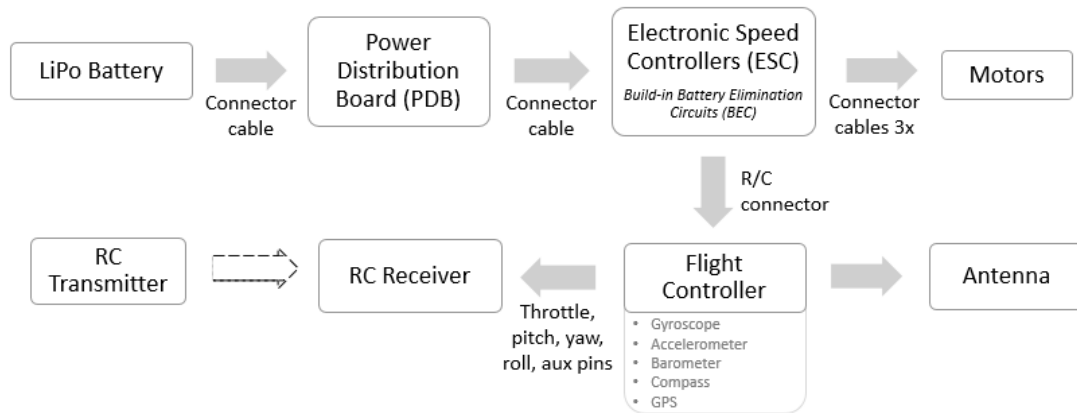 LiPo Battery
Connector
cable
Power
Distribution
Board (PDB)
Connector
cable
Electronic Speed
Controllers (ESC)
Build-in Battery Elimination
Circuits (BEC)
Connector
cables 3x
Motors
R/C
connector
RC
Transmitter
RC Receiver
Throttle,
pitch, yaw,
roll, aux pins
Flight
Controller
• Gyroscope
• Accelerometer
• Barometer
• Compass
• GPS
Antenna